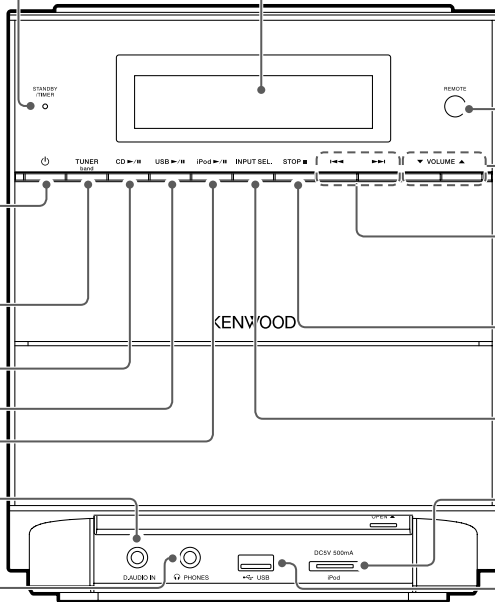 STANDBY
/TIMER
REMOTE
TUNER
band
CD ►/II
USB ►/II
iPod ►/II
INPUT SEL.
STOP ■
I◄◄
►►I
▼ VOLUME ▲
KENWOOD
OPEN ▲
DC5V 500mA
D.AUDIO IN
PHONES
USB
iPod